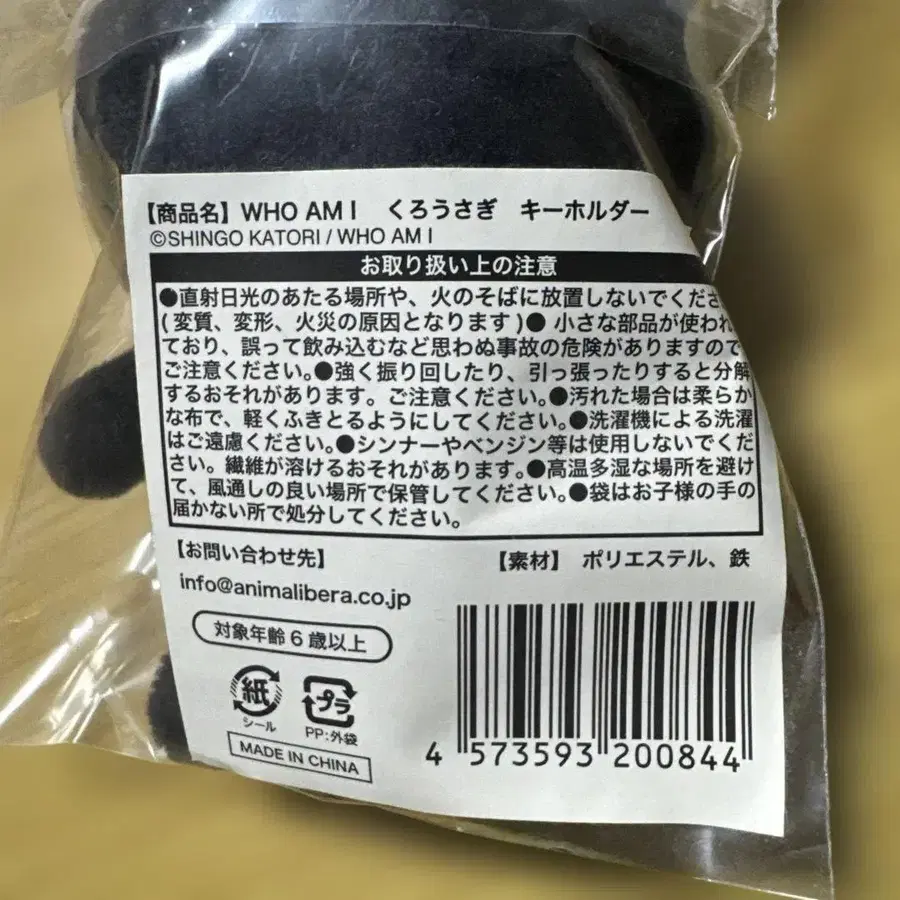 【商品名】WHO AM I くろうさぎ キーホルダー
©SHINGO KATORI / WHO AM I
お取り扱い上の注意
●直射日光のあたる場所や、火のそばに放置しないでくださ
(変質、変形、火災の原因となります)● 小さな部品が使われ
ており、誤って飲み込むなど思わぬ事故の危険がありますので
ご注意ください。●強く振り回したり、引っ張ったりすると分解
するおそれがあります。ご注意ください。●汚れた場合は柔らか
な布で、軽くふきとるようにしてください。●洗濯機による洗濯
はご遠慮ください。●シンナーやベンジン等は使用しないでくだ
さい。繊維が溶けるおそれがあります。●高温多湿な場所を避け
て、風通しの良い場所で保管してください。●袋はお子様の手の
届かない所で処分してください。
【お問い合わせ先】
【素材】 ポリエステル、鉄
info@animalibera.co.jp
対象年齢6歳以上
紙
シール
プラ
PP:外袋
MADE IN CHINA
4 573593 200844